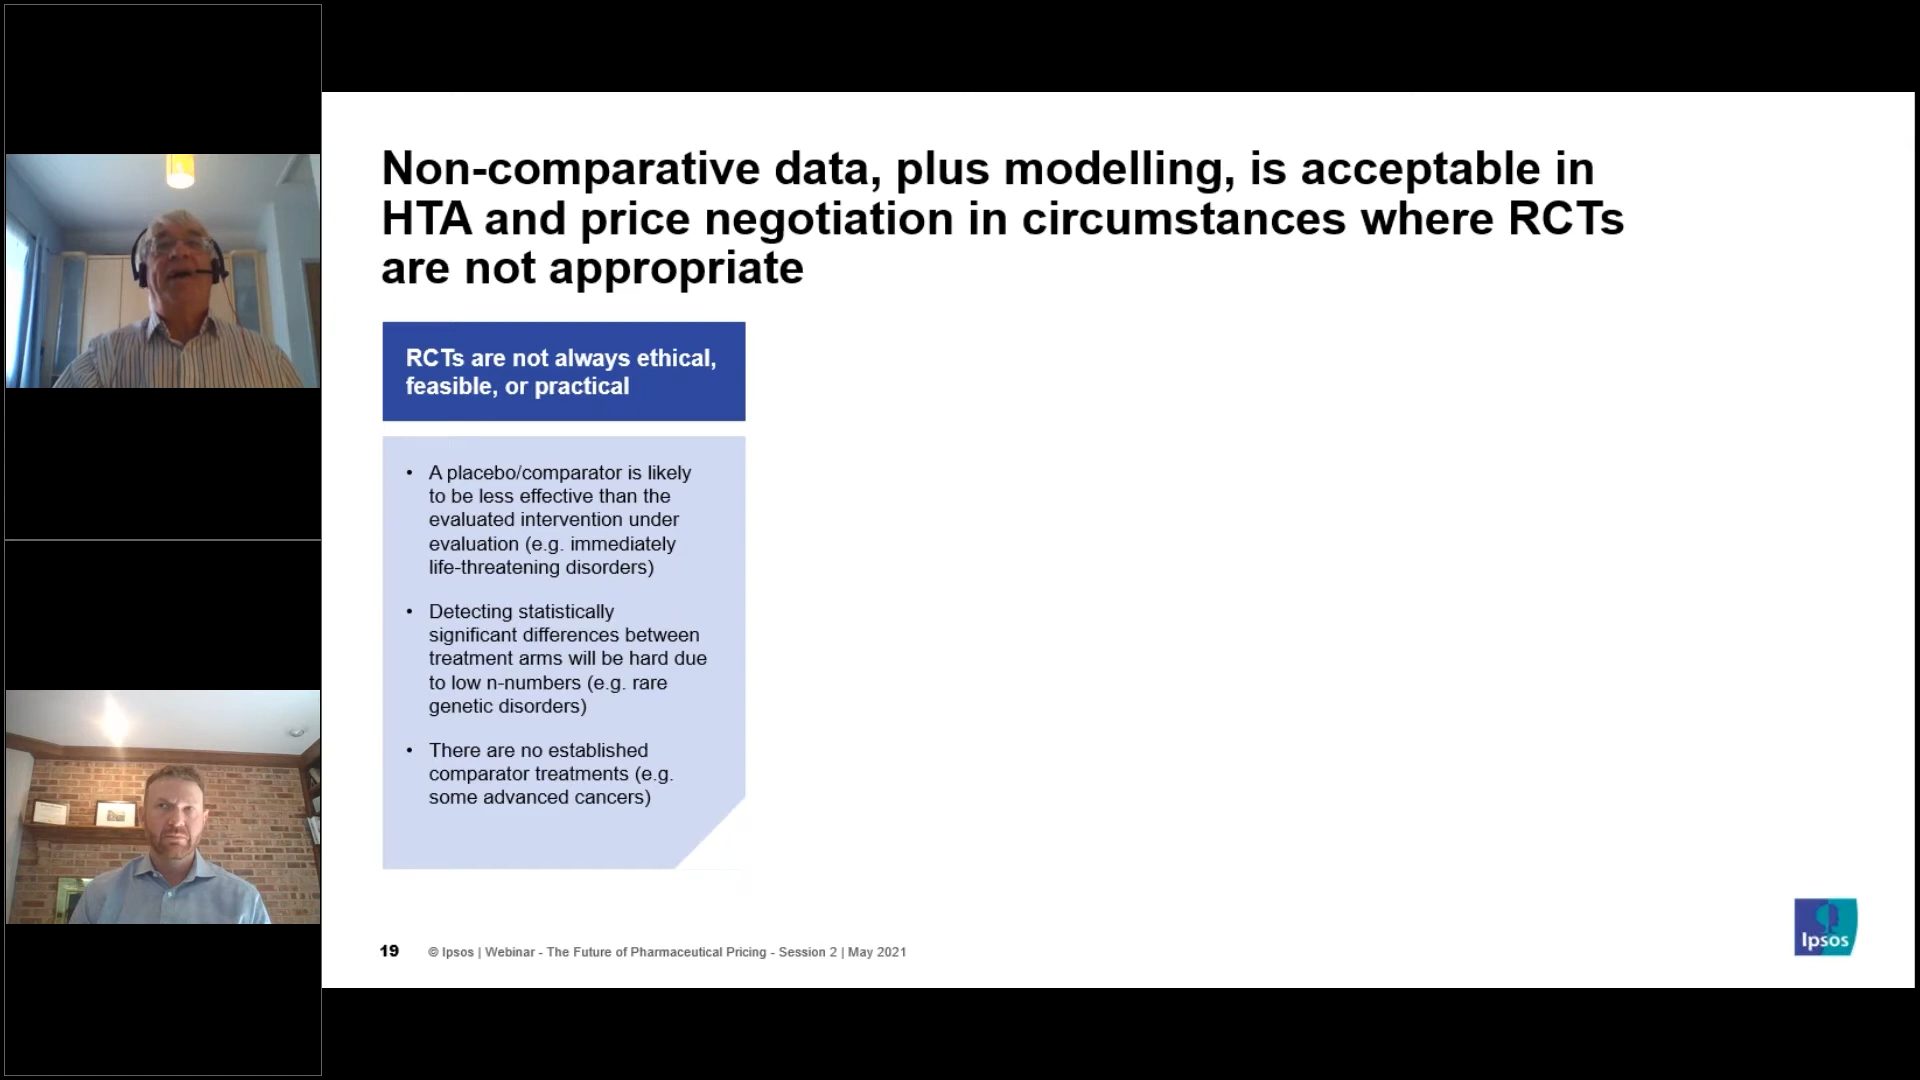 Non-comparative data, plus modelling, is acceptable in
HTA and price negotiation in circumstances where RCTs
are not appropriate
RCTs are not always ethical,
feasible, or practical
• A placebo/comparator is likely
to be less effective than the
evaluated intervention under
evaluation (e.g. immediately
life-threatening disorders)
• Detecting statistically
significant differences between
treatment arms will be hard due
to low n-numbers (e.g. rare
genetic disorders)
• There are no established
comparator treatments (e.g.
some advanced cancers)
19 © Ipsos | Webinar - The Future of Pharmaceutical Pricing - Session 2 | May 2021
Ipsos